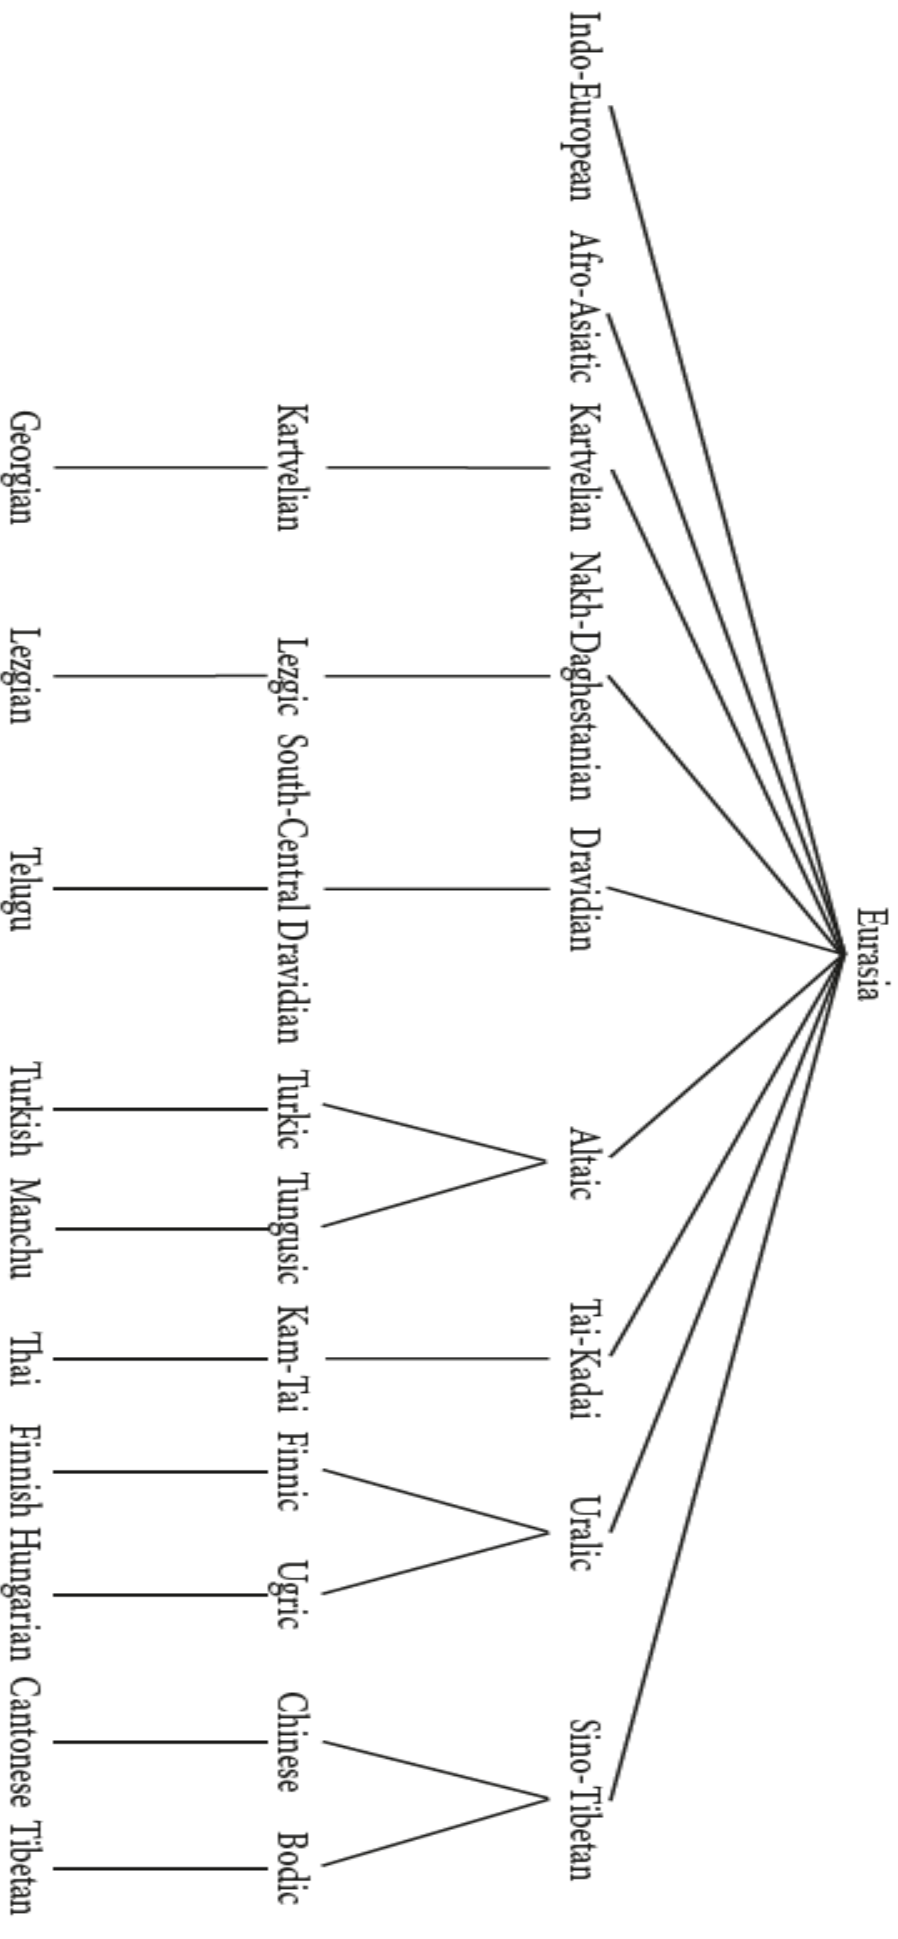 Eurasia
Indo-European Afro-Asiatic Kartvelian Nakh-Daghestanian Dravidian Altaic Tai-Kadai Uralic Sino-Tibetan
Kartvelian Lezgic South-Central Dravidian Turkic Tungusic Kam-Tai Finnic Ugric Chinese Bodic
Georgian Lezgian Telugu Turkish Manchu Thai Finnish Hungarian Cantonese Tibetan